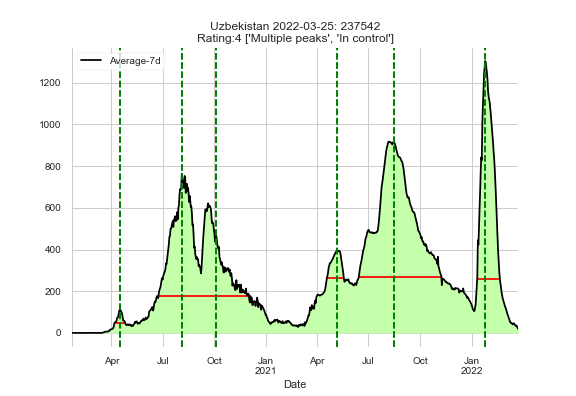 Uzbekistan 2022-03-25: 237542
Rating:4 ['Multiple peaks', 'In control']
Average-7d
1200
1000
800
600
400
200
0
Apr Jul Oct Jan Apr Jul Oct Jan
2021 2022
Date